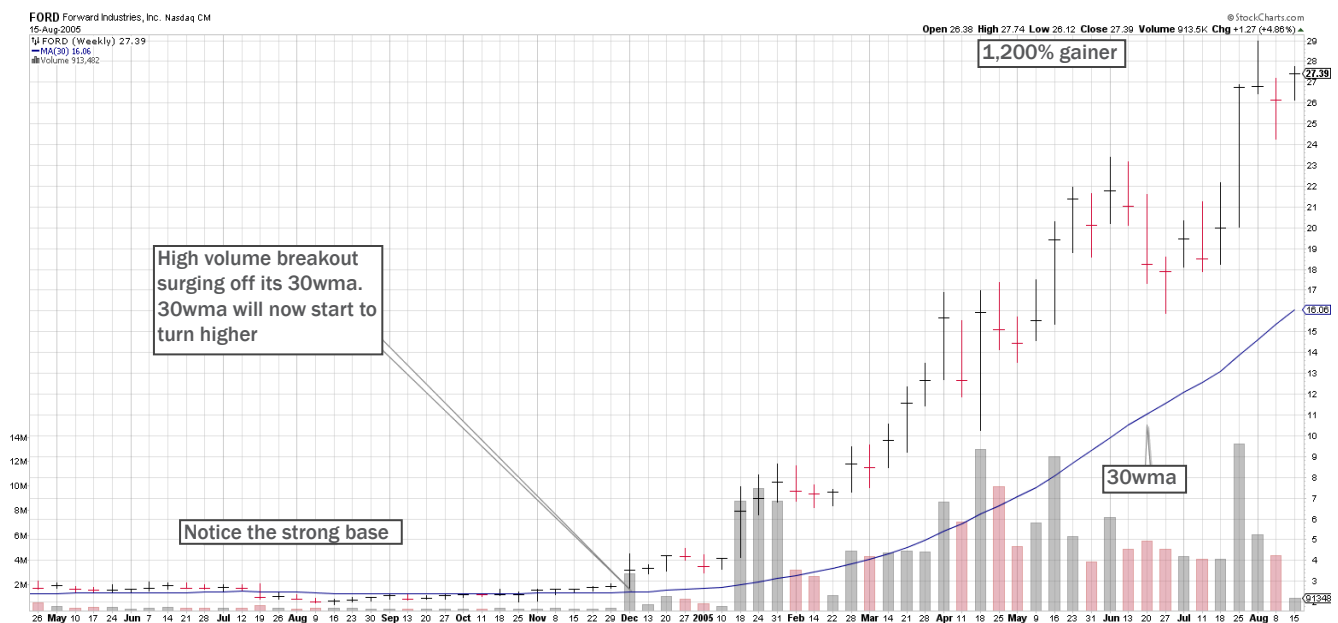 FORD Forward Industries, Inc. Nasdaq CM
© StockCharts.com
15-Aug-2005
Open 26.38 High 27.74 Low 26.12 Close 27.39 Volume 913.5K Chg +1.27 (+4.86%)
FORD (Weekly) 27.39
MA(30) 16.06
Volume 913,482
1,200% gainer
High volume breakout
surging off its 30wma.
30wma will now start to
turn higher
Notice the strong base
30wma
29
28
27.39
27
26
25
24
23
22
21
20
19
18
17
16.06
15
14
13
12
11
10
9
8
7
6
5
4
3
91348
14M
12M
10M
8M
6M
4M
2M
26 May 10 17 24 Jun 7 14 21 Jul 12 19 26 Aug 9 16 23 Sep 13 20 27 Oct 11 18 25 Nov 8 15 22 29 Dec 13 20 27 2005 10 18 24 31 Feb 14 22 28 Mar 14 21 28 Apr 11 18 25 May 9 16 23 Jun 13 20 27 Jul 11 18 25 Aug 8 15